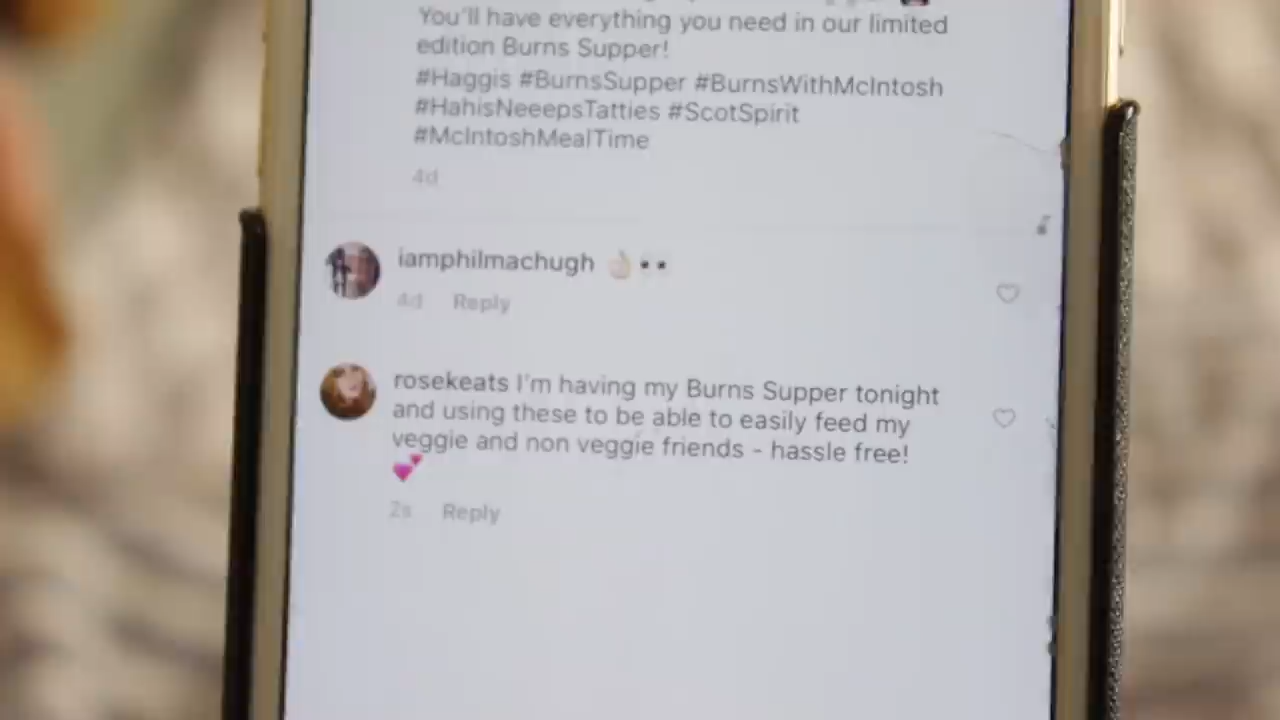 You'll have everything you need in our limited
edition Burns Supper!
#Haggis #BurnsSupper #BurnsWithMcIntosh
#HahisNeeepsTatties #ScotSpirit
#McIntoshMealTime
4d
iamphilmachugh 👌🏻👀
4d Reply
rosekeats I'm having my Burns Supper tonight
and using these to be able to easily feed my
veggie and non veggie friends - hassle free!
💕
2s Reply